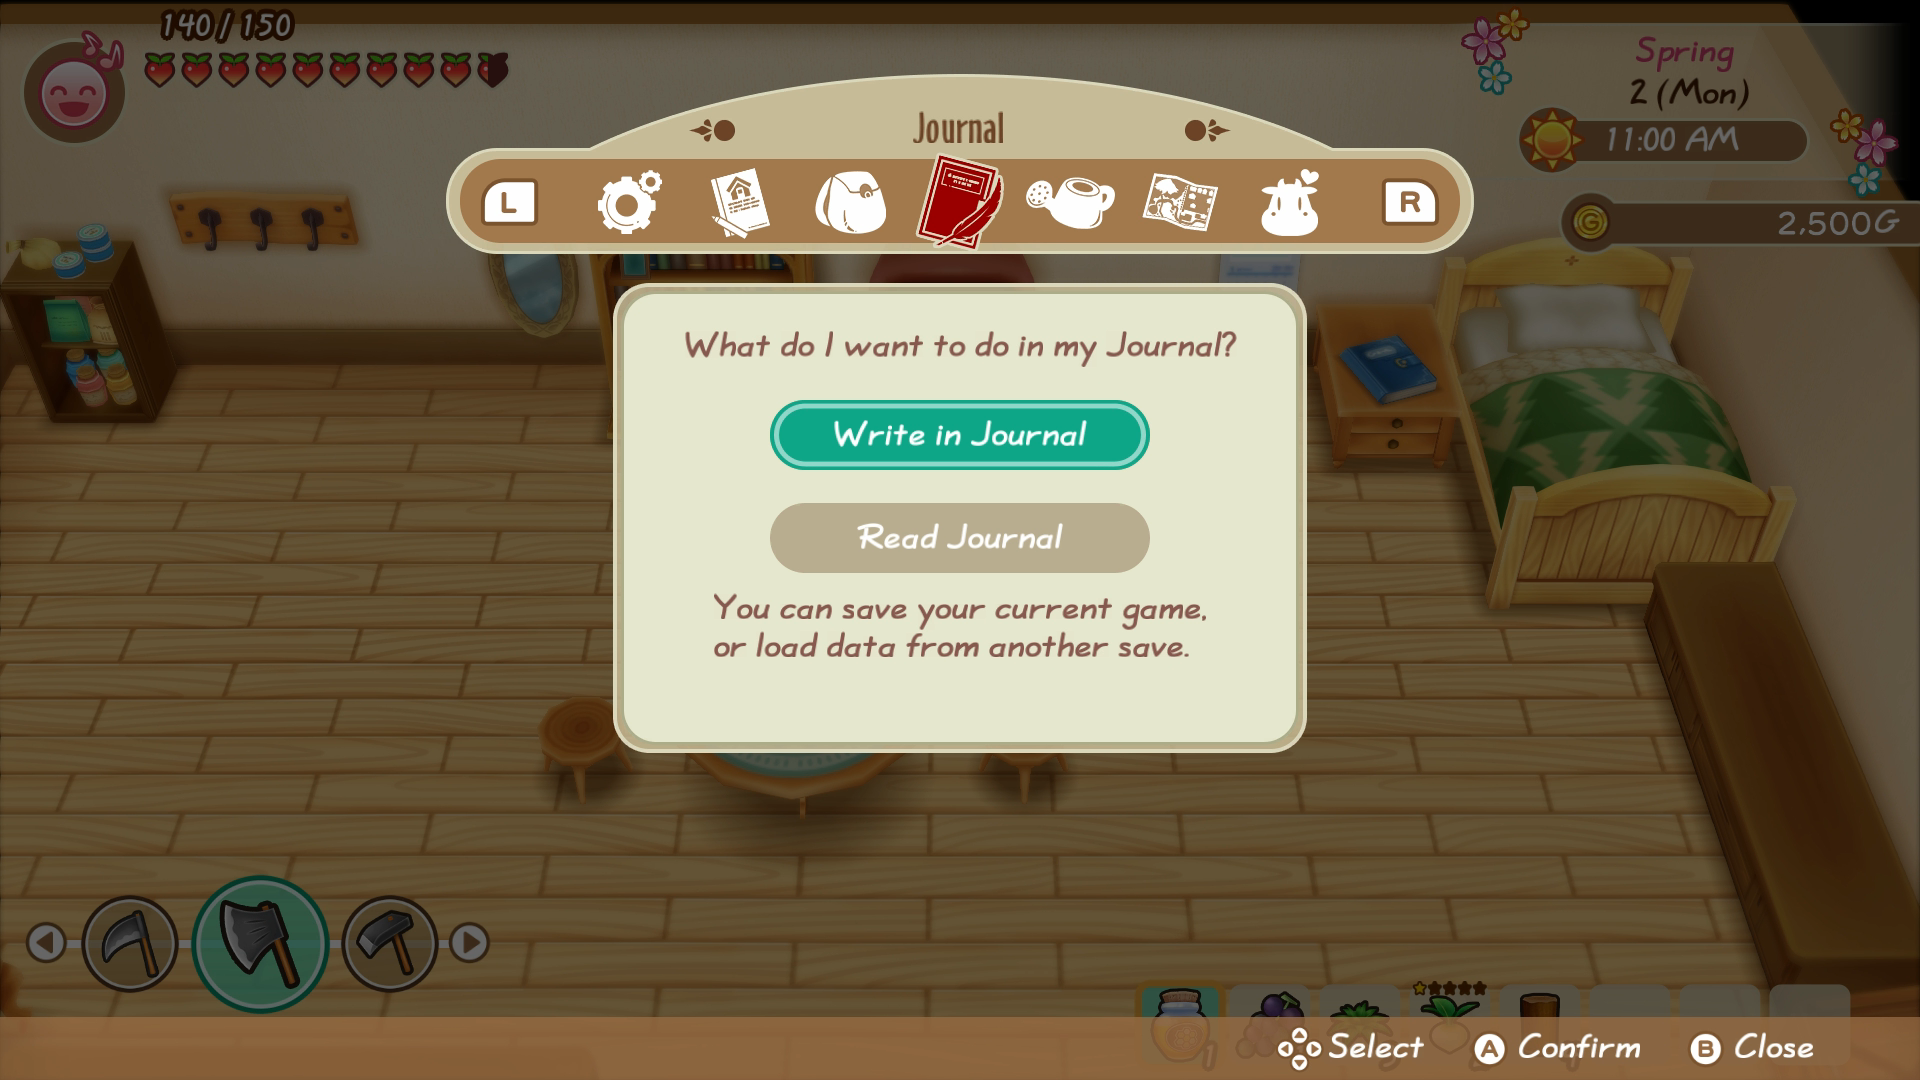 140 / 150
Spring
2 (Mon)
11:00 AM
G
2,500G
Journal
L
R
What do I want to do in my Journal?
Write in Journal
Read Journal
You can save your current game,
or load data from another save.
1
Select
A Confirm
B Close